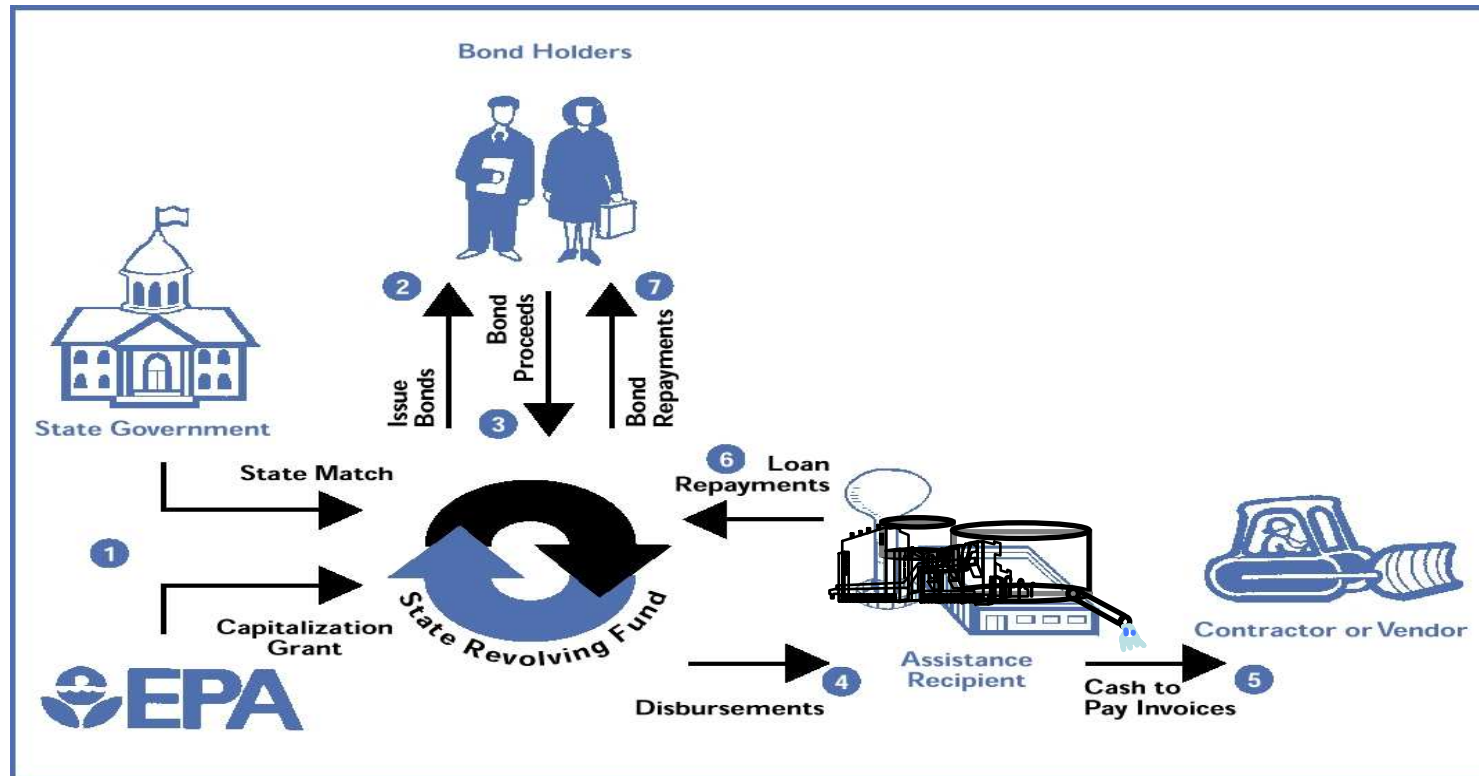 Bond Holders
2
7
Issue
Bonds
Bond
Proceeds
Bond
Repayments
3
State Government
State Match
6
Loan
Repayments
1
Capitalization
Grant
State Revolving Fund
EPA
Disbursements
4
Assistance
Recipient
Contractor or Vendor
Cash to
Pay Invoices
5